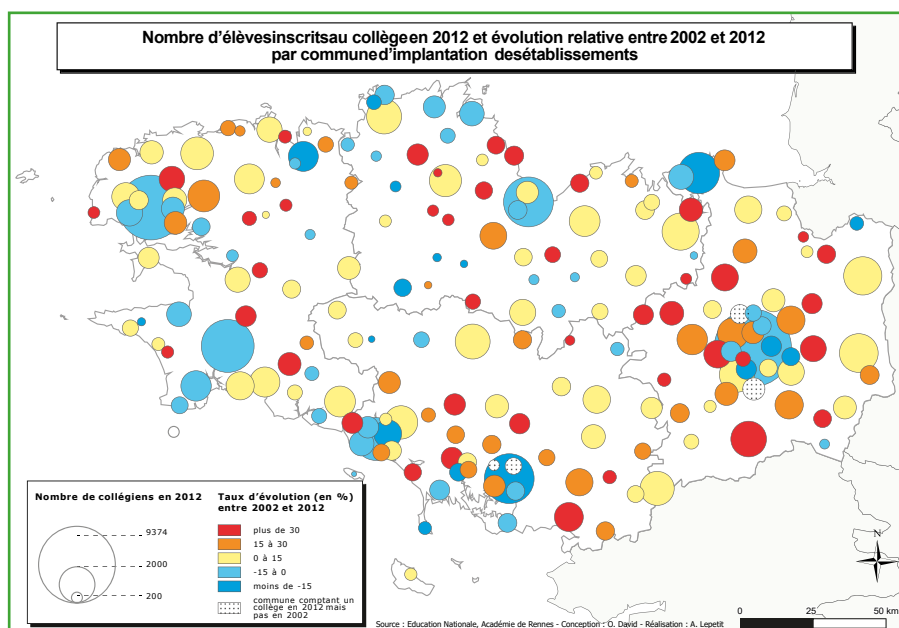 Nombre d'élèvesinscritsau collègeen 2012 et évolution relative entre 2002 et 2012
par communed'implantation desétablissements
Nombre de collégiens en 2012
9374
2000
200
Taux d'évolution (en %)
entre 2002 et 2012
plus de 30
15 à 30
0 à 15
-15 à 0
moins de -15
commune comptant un
collège en 2012 mais
pas en 2002
N
0 25 50 km
Source : Education Nationale, Académie de Rennes - Conception : O. David - Réalisation : A. Lepetit